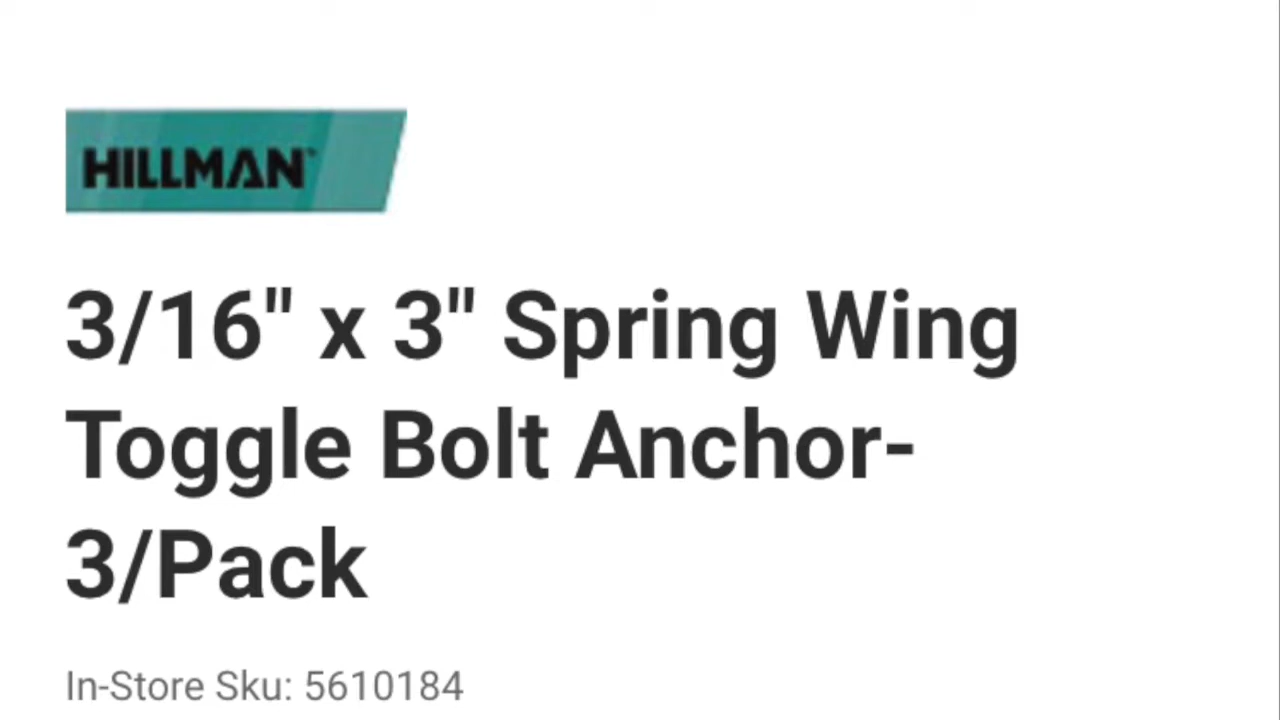 HILLMAN
3/16" x 3" Spring Wing
Toggle Bolt Anchor-
3/Pack
In-Store Sku: 5610184